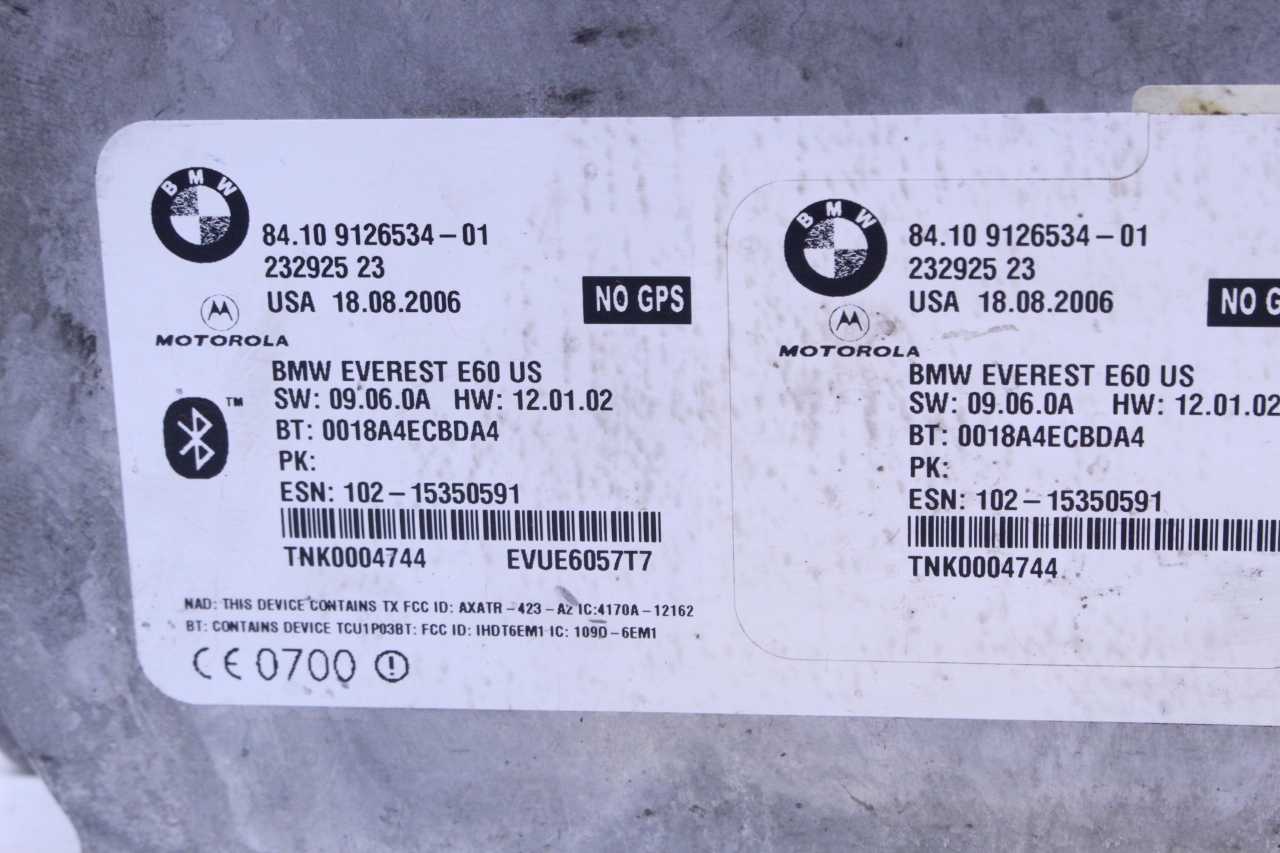 BMW
84.10 9126534-01
232925 23
USA 18.08.2006
NO GPS
MOTOROLA
BMW EVEREST E60 US
SW: 09.06.0A HW: 12.01.02
TM
BT: 0018A4ECBDA4
PK:
ESN: 102-15350591
TNK0004744 EVUE6057T7
NAD: THIS DEVICE CONTAINS TX FCC ID: AXATR-423-A2 IC:4170A-12162
BT: CONTAINS DEVICE TCU1P03BT: FCC ID: IHDT6EM1 IC: 109O-6EM1
CE 0700
BMW
84.10 9126534-01
232925 23
USA 18.08.2006
NO G
MOTOROLA
BMW EVEREST E60 US
SW: 09.06.0A HW: 12.01.02
BT: 0018A4ECBDA4
PK:
ESN: 102-15350591
TNK0004744